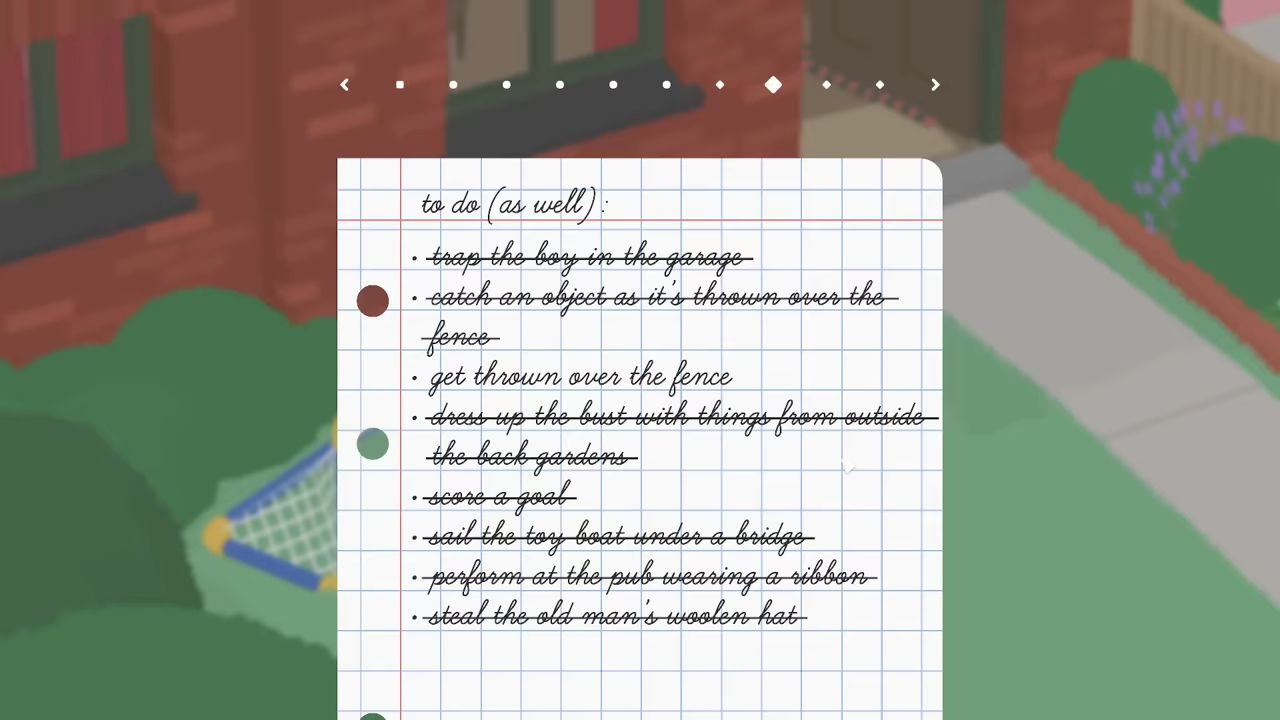 to do (as well):
• trap the boy in the garage
• catch an object as it's thrown over the
fence
• get thrown over the fence
• dress up the bust with things from outside
the back gardens
• score a goal
• sail the toy boat under a bridge
• perform at the pub wearing a ribbon
• steal the old man's woolen hat